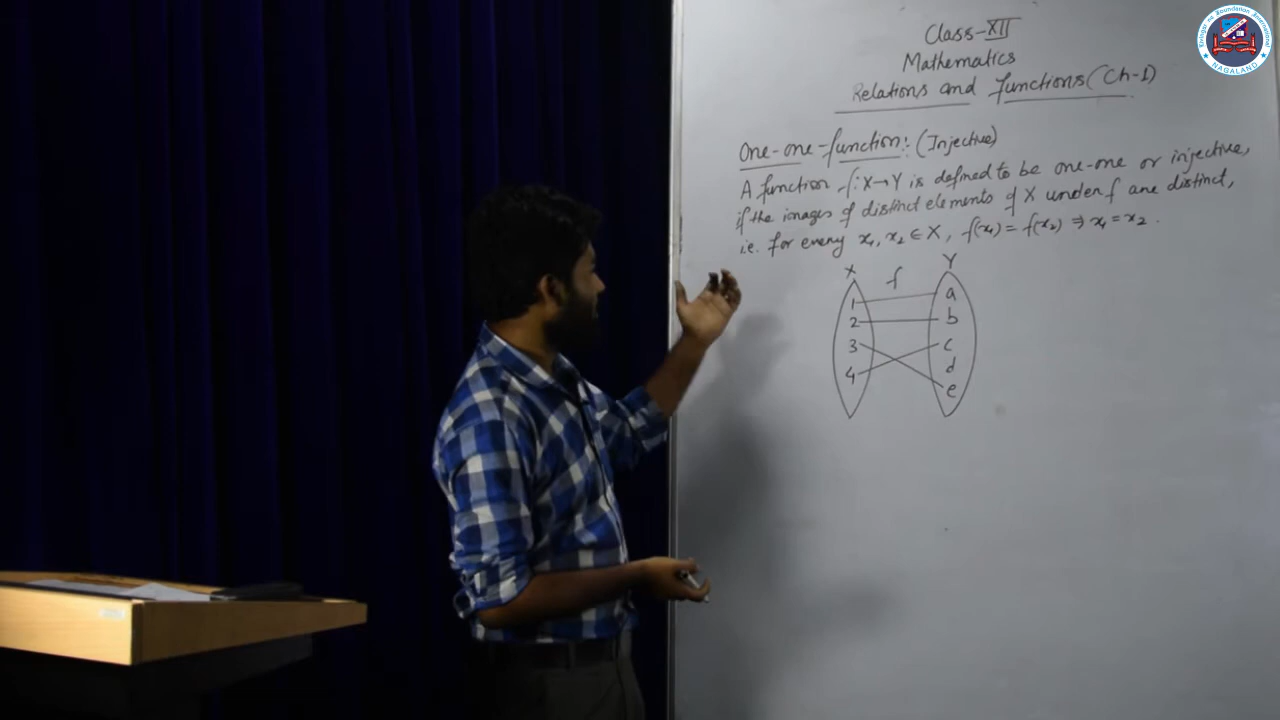 Class-XII
Mathematics
Relations and functions (Ch-1)
One-one-function:- (Injective)
A function f: X→Y is defined to be one-one or injective,
if the images of distinct elements of X under f are distinct,
i.e. for every x₁, x₂ ∈ X, f(x₁) = f(x₂) ⇒ x₁ = x₂.
X f Y
1 a
2 b
3 c
4 d
e
NAGALAND